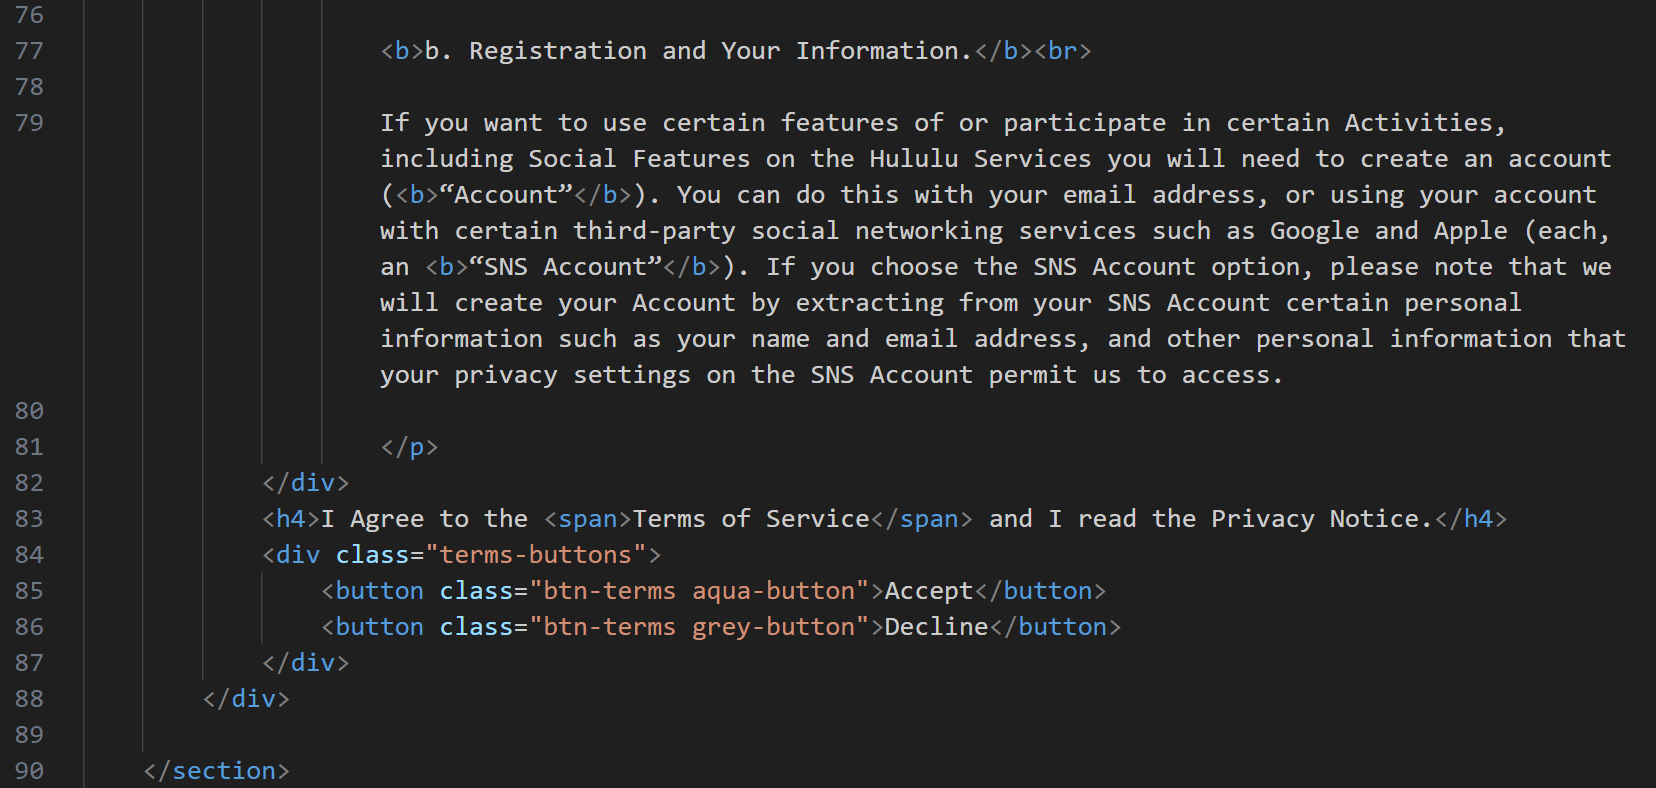 76
77 <b>b. Registration and Your Information.</b><br>
78
79 If you want to use certain features of or participate in certain Activities,
including Social Features on the Hululu Services you will need to create an account
(<b>“Account”</b>). You can do this with your email address, or using your account
with certain third-party social networking services such as Google and Apple (each,
an <b>“SNS Account”</b>). If you choose the SNS Account option, please note that we
will create your Account by extracting from your SNS Account certain personal
information such as your name and email address, and other personal information that
your privacy settings on the SNS Account permit us to access.
80
81 </p>
82 </div>
83 <h4>I Agree to the <span>Terms of Service</span> and I read the Privacy Notice.</h4>
84 <div class="terms-buttons">
85 <button class="btn-terms aqua-button">Accept</button>
86 <button class="btn-terms grey-button">Decline</button>
87 </div>
88 </div>
89
90 </section>